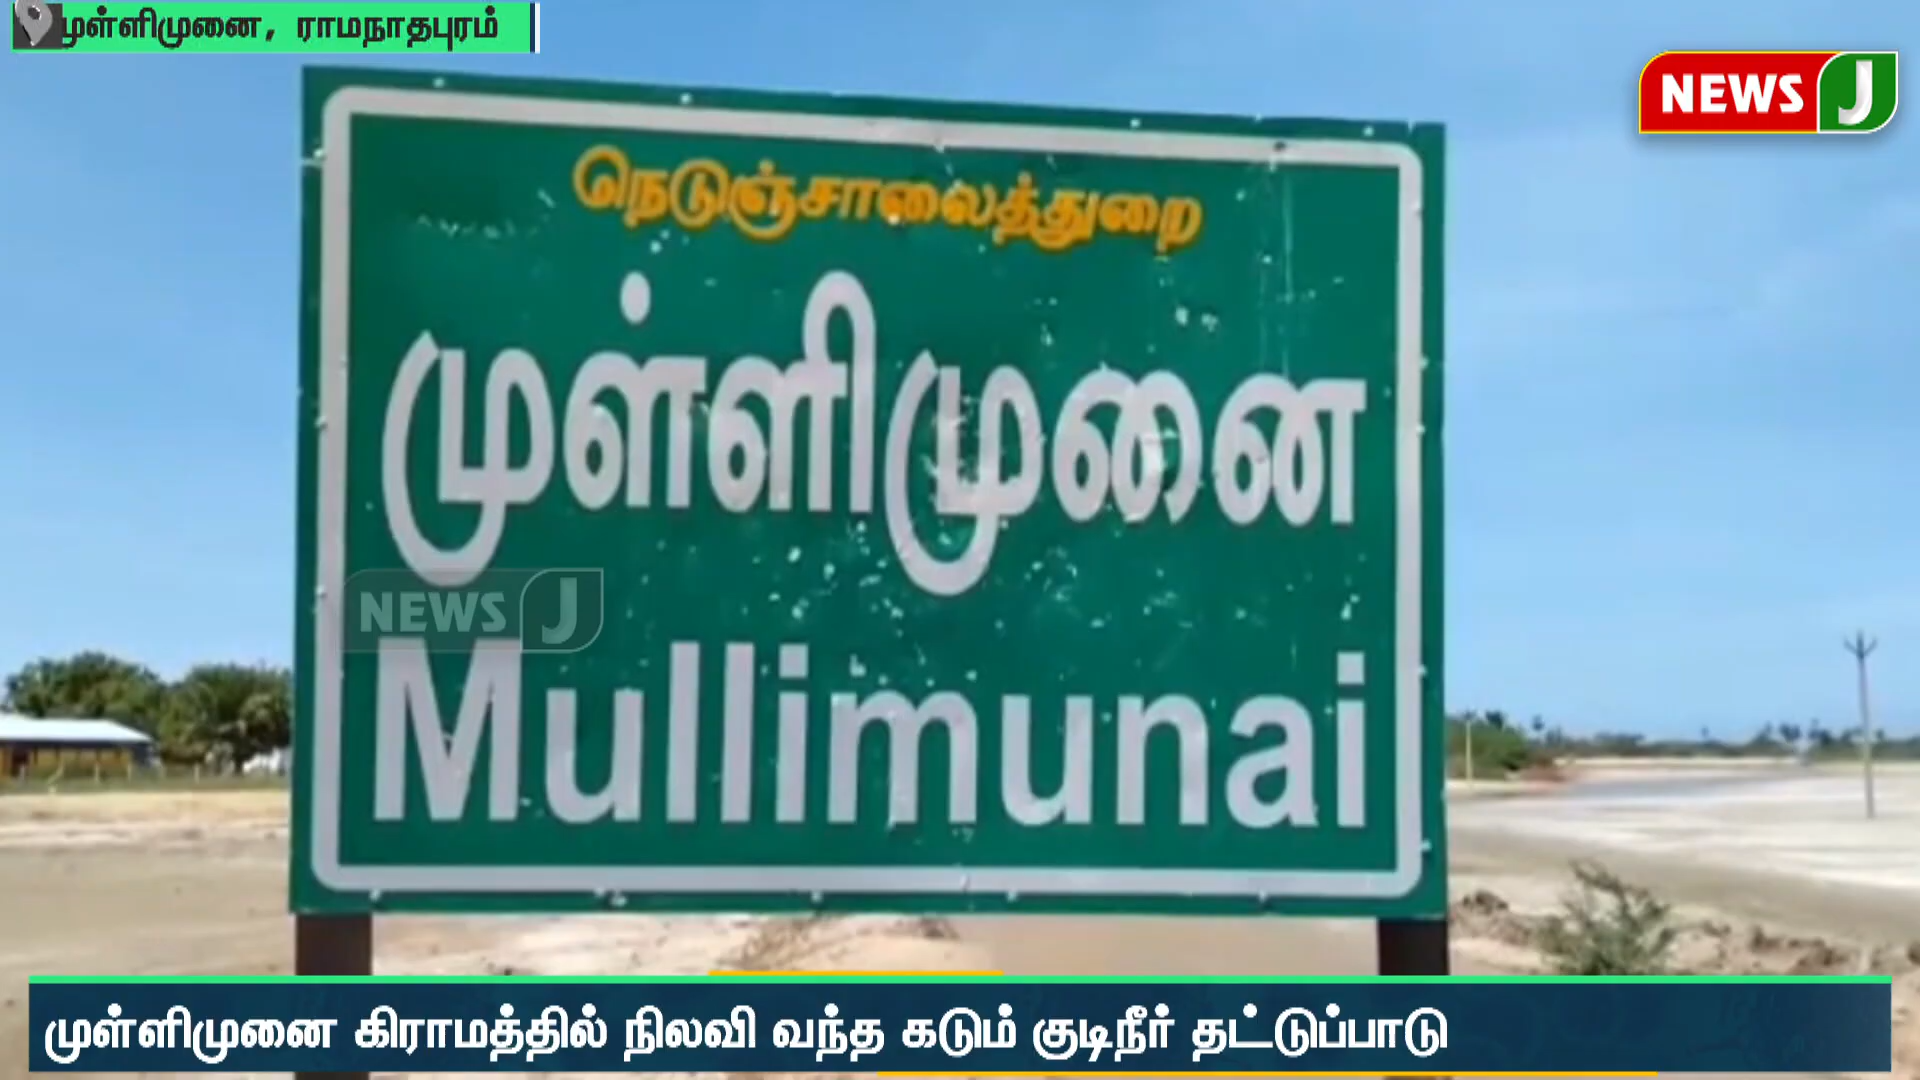 முள்ளிமுனை, ராமநாதபுரம்
NEWS J
நெடுஞ்சாலைத்துறை
முள்ளிமுனை
NEWS J
Mullimunai
முள்ளிமுனை கிராமத்தில் நிலவி வந்த கடும் குடிநீர் தட்டுப்பாடு